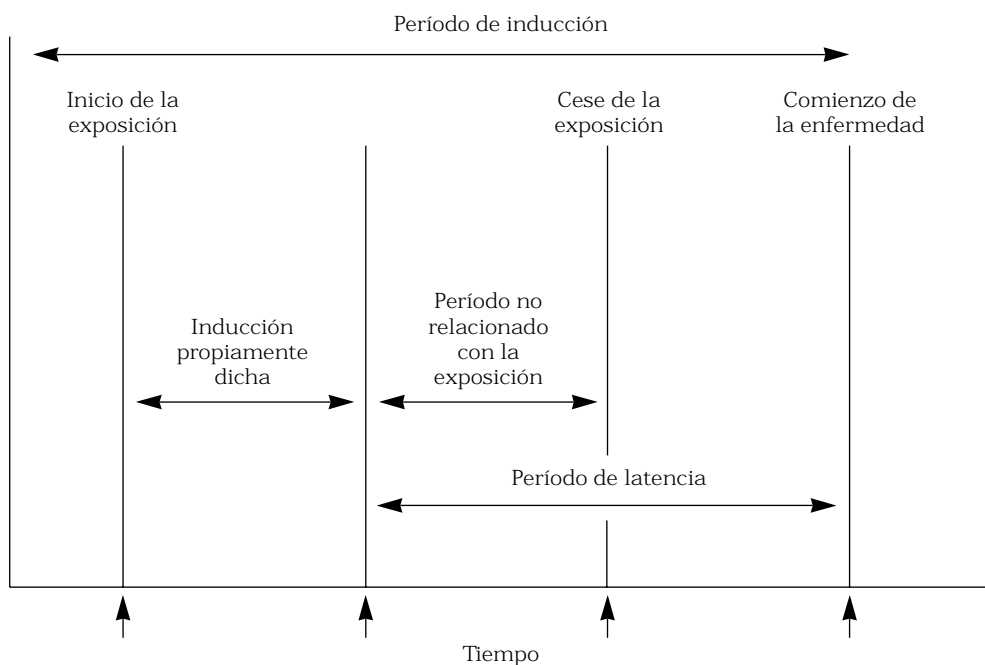 Período de inducción
Inicio de la
exposición
Cese de la
exposición
Comienzo de
la enfermedad
Inducción
propiamente
dicha
Período no
relacionado
con la
exposición
Período de latencia
Tiempo